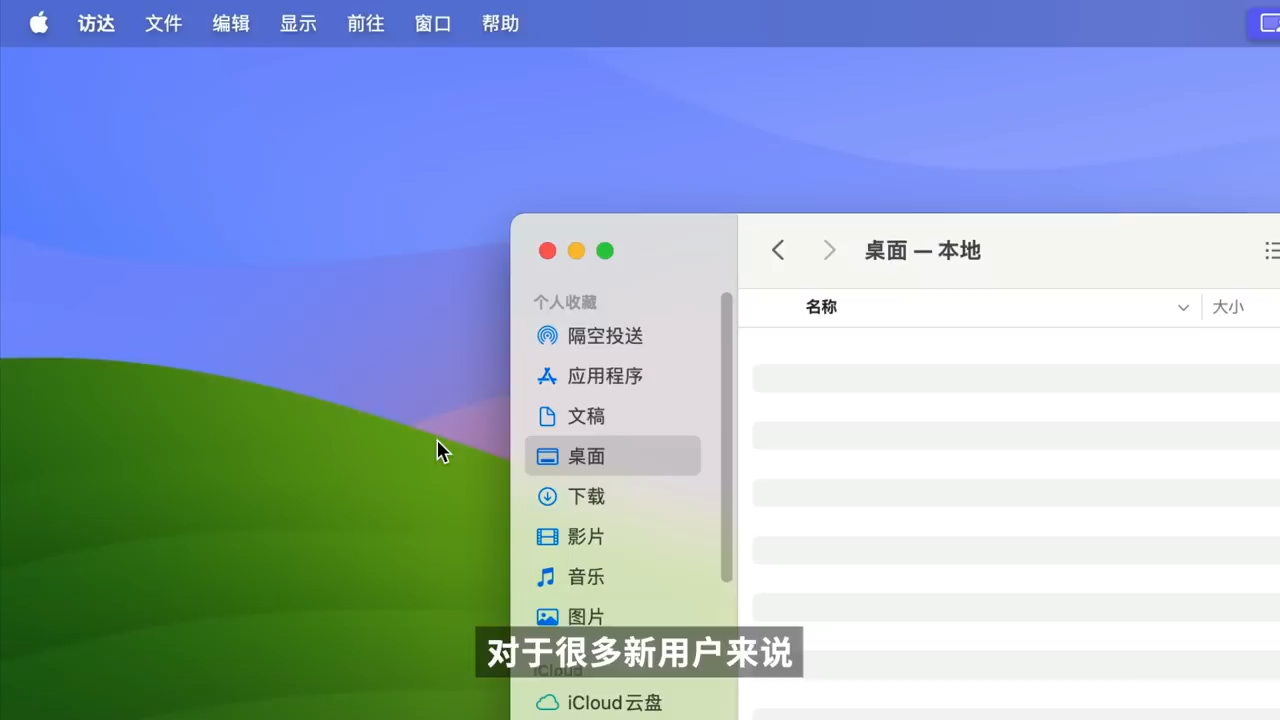 访达 文件 编辑 显示 前往 窗口 帮助
桌面 — 本地
个人收藏
名称 大小
隔空投送
应用程序
文稿
桌面
下载
影片
音乐
图片
对于很多新用户来说
iCloud
iCloud云盘